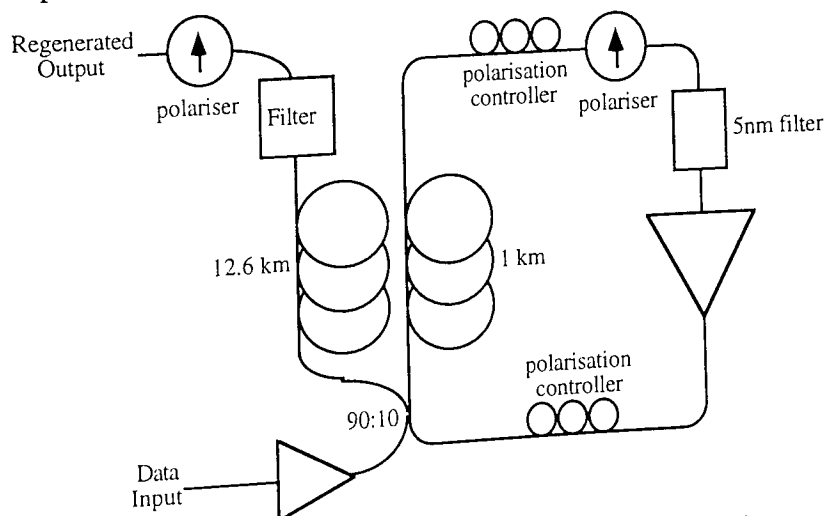 Regenerated
Output
polariser
Filter
polarisation
controller
polariser
5nm filter
12.6 km
1 km
polarisation
controller
90:10
Data
Input